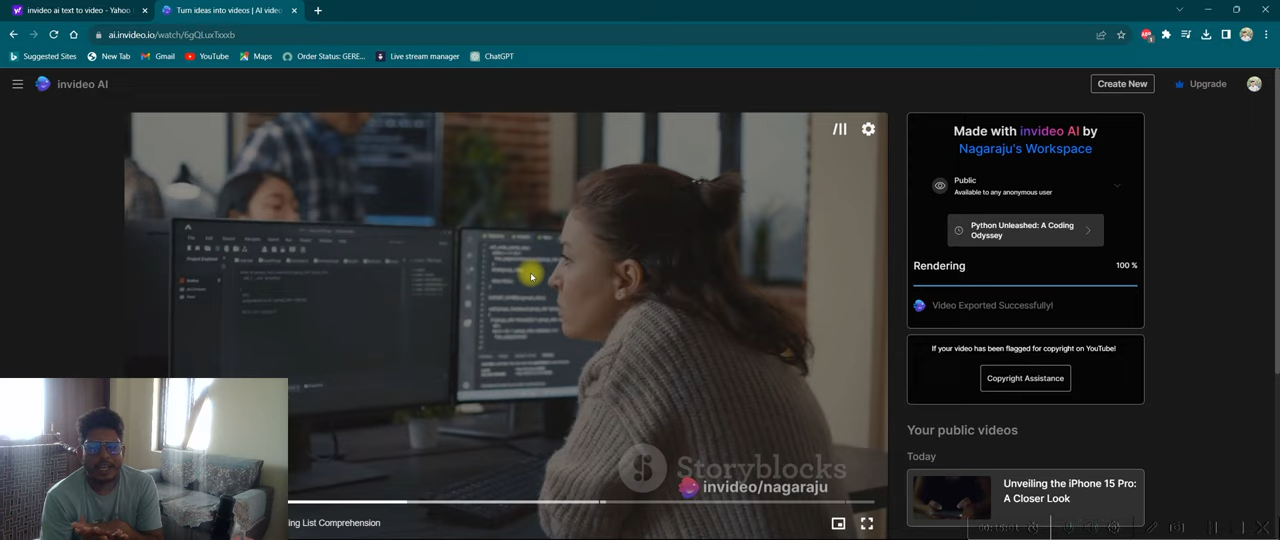 invideo ai text to video - Yahoo
Turn ideas into videos | AI video
ai.invideo.io/watch/6gQLuxTxxxb
Suggested Sites
New Tab
Gmail
YouTube
Maps
Order Status: GERE...
Live stream manager
ChatGPT
invideo AI
Create New
Upgrade
Made with invideo AI by
Nagaraju's Workspace
Public
Available to any anonymous user
Python Unleashed: A Coding
Odyssey
Rendering
100 %
Video Exported Successfully!
If your video has been flagged for copyright on YouTube!
Copyright Assistance
Your public videos
Today
Unveiling the iPhone 15 Pro:
A Closer Look
Storyblocks
invideo/nagaraju
ing List Comprehension